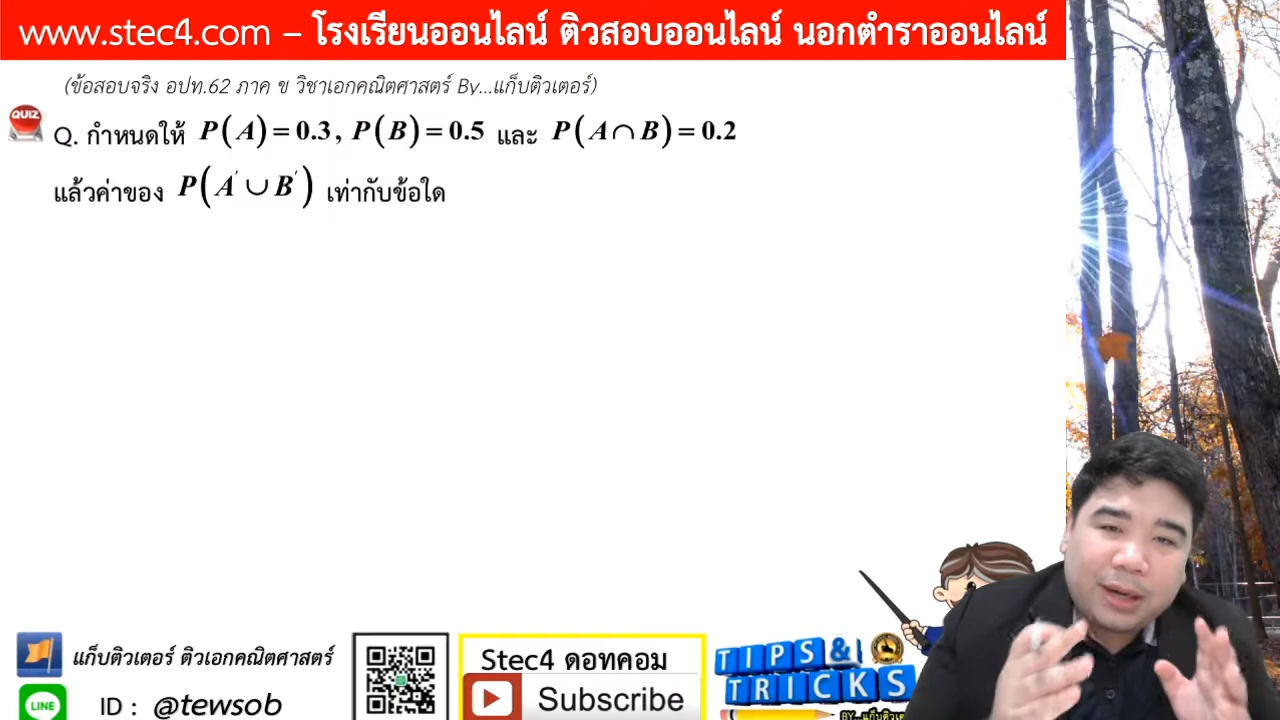 www.stec4.com – โรงเรียนออนไลน์ ติวสอบออนไลน์ นอกตำราออนไลน์
(ข้อสอบจริง อปท.62 ภาค ข วิชาเอกคณิตศาสตร์ By...แก็บติวเตอร์)
QUIZ
Q. กำหนดให้ P(A) = 0.3, P(B) = 0.5 และ P(A∩B) = 0.2
แล้วค่าของ P(A′ ∪ B′) เท่ากับข้อใด
แก็บติวเตอร์ ติวเอกคณิตศาสตร์
LINE ID : @tewsob
Stec4 ดอทคอม
Subscribe
TIPS &
TRICKS
BY...แก็บติวเ